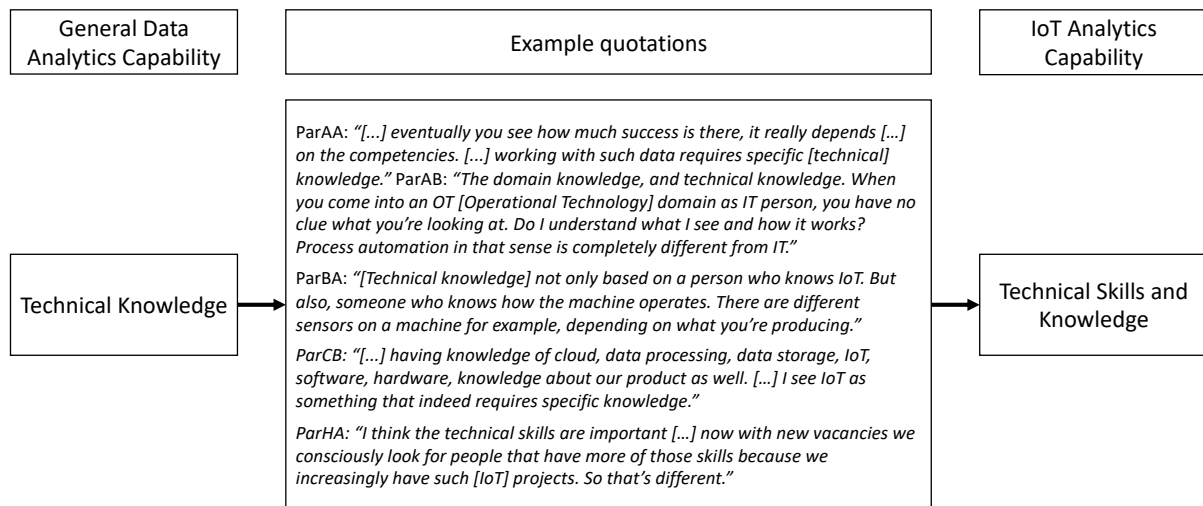 General Data
Analytics Capability
Example quotations
IoT Analytics
Capability
Technical Knowledge
ParAA: “[...] eventually you see how much success is there, it really depends […]
on the competencies. [...] working with such data requires specific [technical]
knowledge.” ParAB: “The domain knowledge, and technical knowledge. When
you come into an OT [Operational Technology] domain as IT person, you have no
clue what you’re looking at. Do I understand what I see and how it works?
Process automation in that sense is completely different from IT.”
ParBA: “[Technical knowledge] not only based on a person who knows IoT. But
also, someone who knows how the machine operates. There are different
sensors on a machine for example, depending on what you’re producing.”
ParCB: “[...] having knowledge of cloud, data processing, data storage, IoT,
software, hardware, knowledge about our product as well. […] I see IoT as
something that indeed requires specific knowledge.”
ParHA: “I think the technical skills are important […] now with new vacancies we
consciously look for people that have more of those skills because we
increasingly have such [IoT] projects. So that’s different.”
Technical Skills and
Knowledge